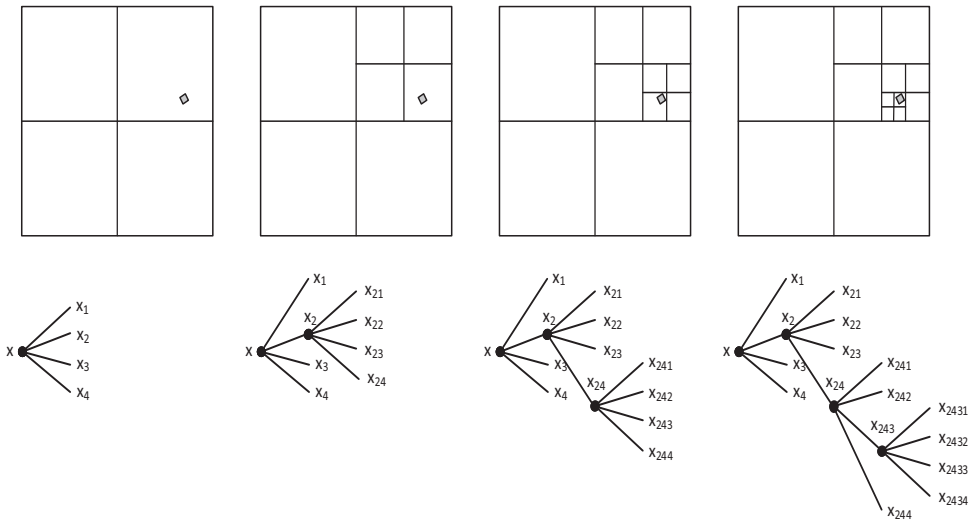 X
X₁
X₂
X₃
X₄
X
X₁
X₂
X₂₁
X₂₂
X₂₃
X₂₄
X₃
X₄
X
X₁
X₂
X₂₁
X₂₂
X₂₃
X₃
X₄
X₂₄
X₂₄₁
X₂₄₂
X₂₄₃
X₂₄₄
X
X₁
X₂
X₂₁
X₂₂
X₂₃
X₃
X₄
X₂₄
X₂₄₁
X₂₄₂
X₂₄₃
X₂₄₃₁
X₂₄₃₂
X₂₄₃₃
X₂₄₃₄
X₂₄₄